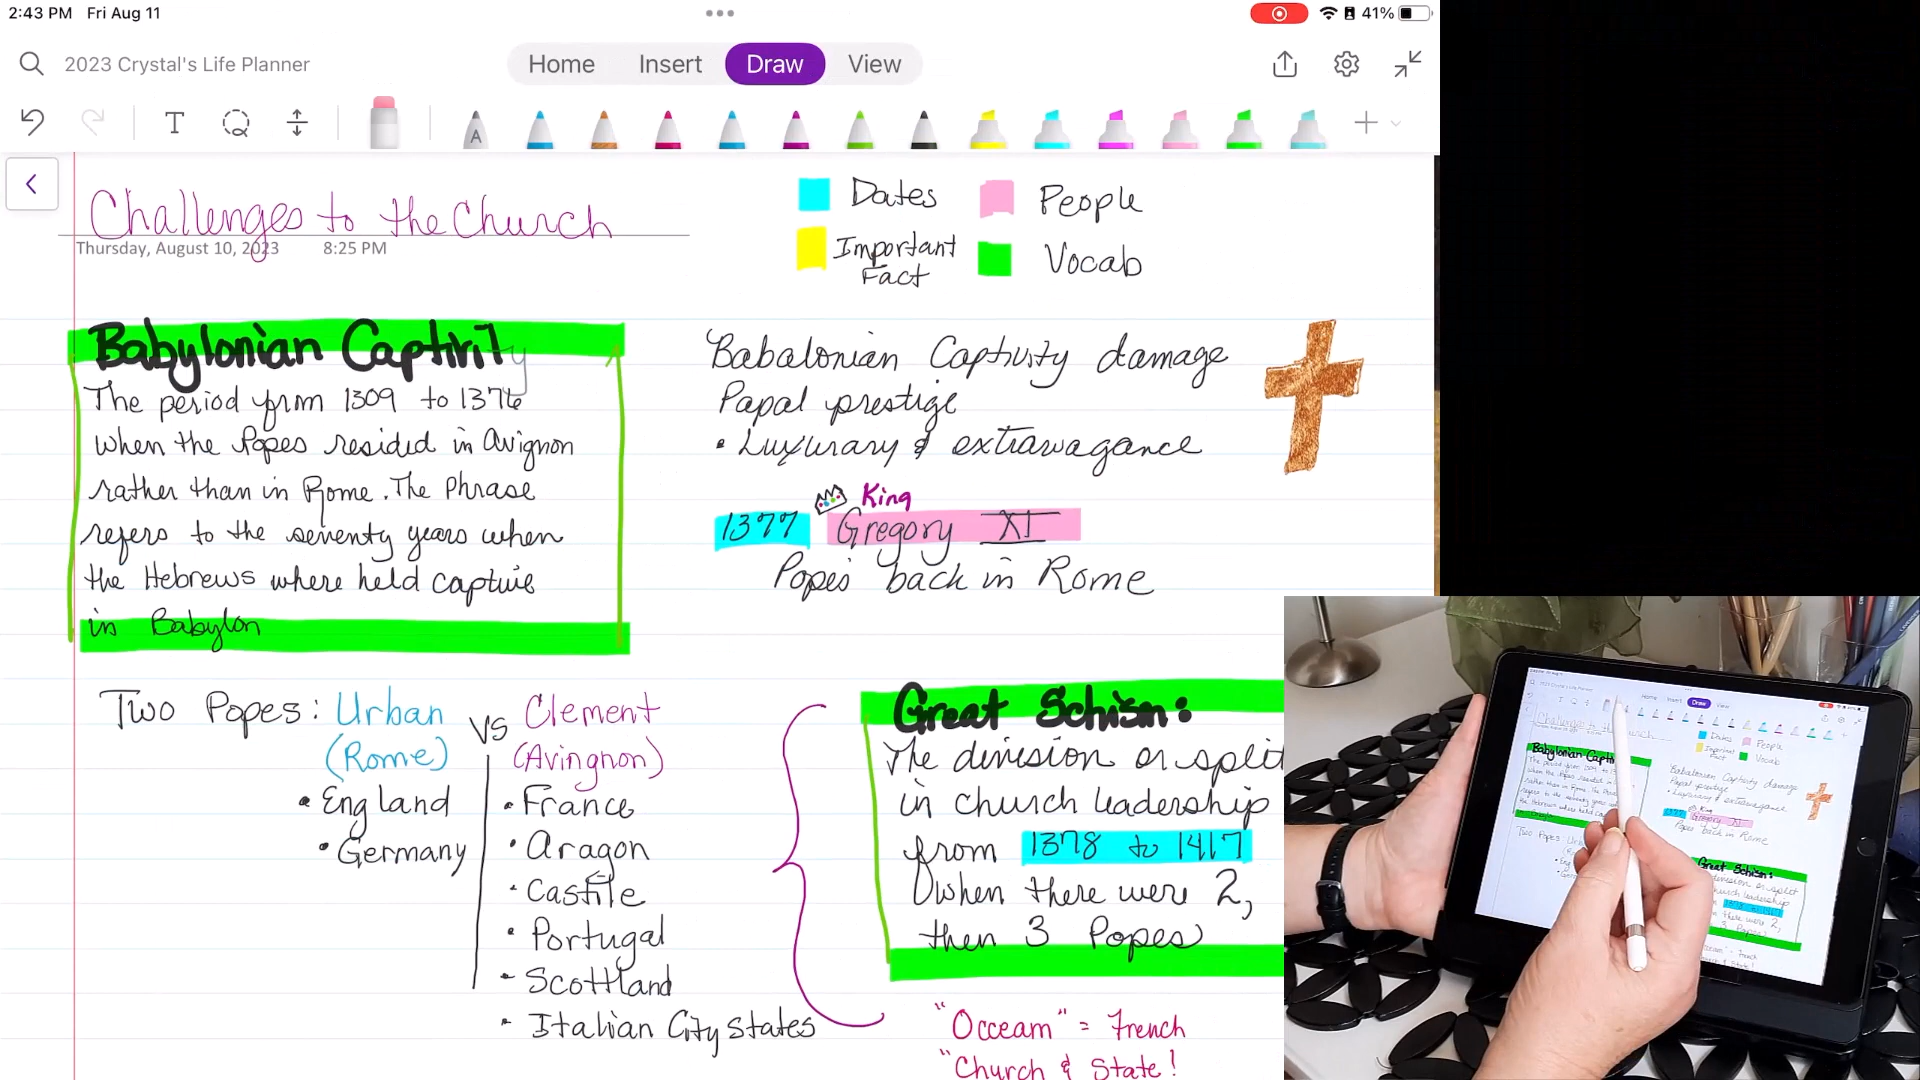 2:43 PM Fri Aug 11
41%
2023 Crystal's Life Planner
Home Insert Draw View
T
A
Challenges to the Church
Thursday, August 10, 2023 8:25 PM
Dates
People
Important
Fact
Vocab
Babylonian Captivity
The period from 1309 to 1376
when the Popes resided in Avignon
rather than in Rome. The Phrase
refers to the seventy years when
the Hebrews where held captive
in Babylon
Babalonian Captivity damage
Papal prestige
• Luxurary & extravagance
King
1377 Gregory XI
Popes back in Rome
Two Popes: Urban
(Rome)
• England
• Germany
VS
Clement
(Avingnon)
• France
• Aragon
• Castile
• Portugal
• Scottland
• Italian City states
Great Schism:
The division or split
in church leadership
from 1378 to 1417
when there were 2,
then 3 Popes
"Occeam" = French
"Church & State!